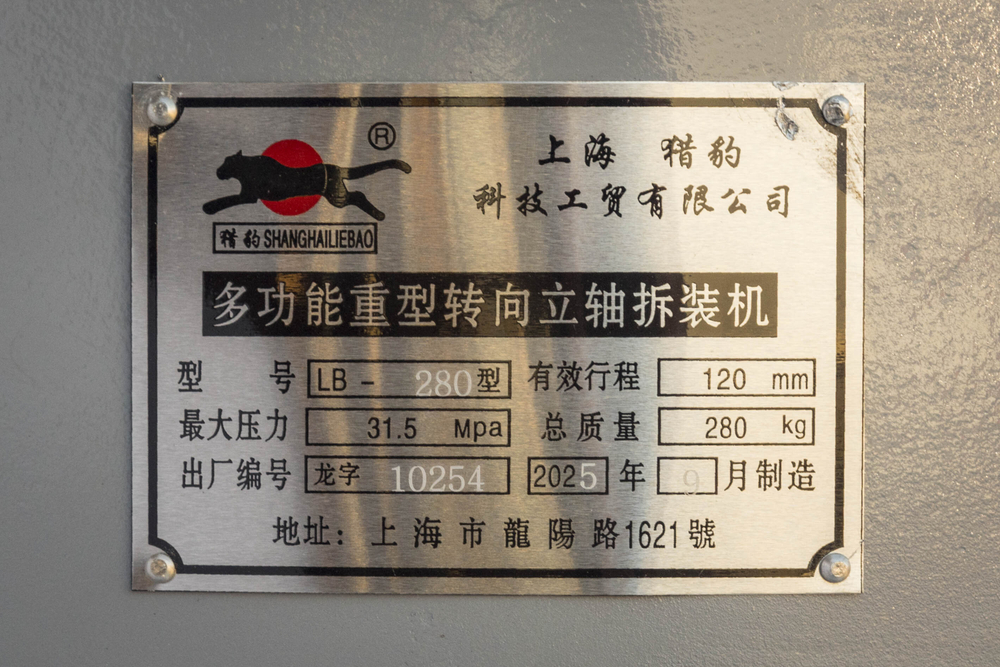 ®
上海 猎豹
科技工贸有限公司
猎豹 SHANGHAILIEBAO
多功能重型转向立轴拆装机
型 号 LB - 280型 有效行程 120 mm
最大压力 31.5 Mpa 总质量 280 kg
出厂编号 龙字 10254 2025年 9月制造
地址：上海市龍陽路1621號